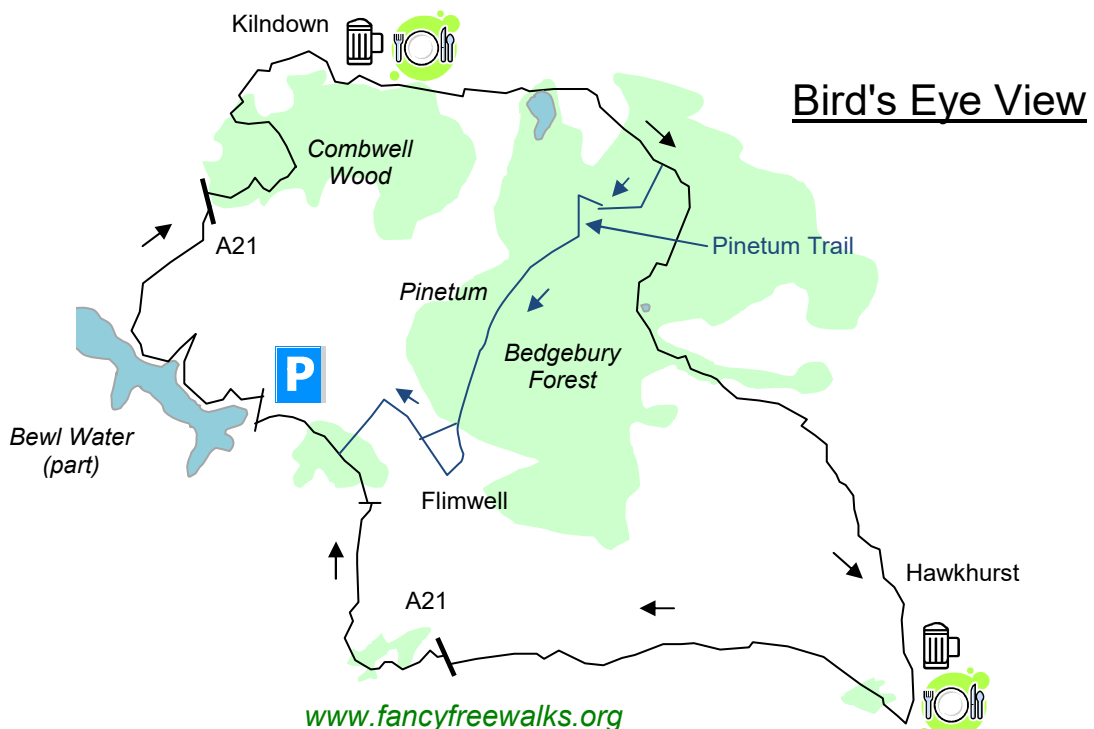 Kilndown
Bird's Eye View
Combwell
Wood
A21
Pinetum Trail
Pinetum
Bedgebury
Forest
P
Bewl Water
(part)
Flimwell
Hawkhurst
A21
www.fancyfreewalks.org